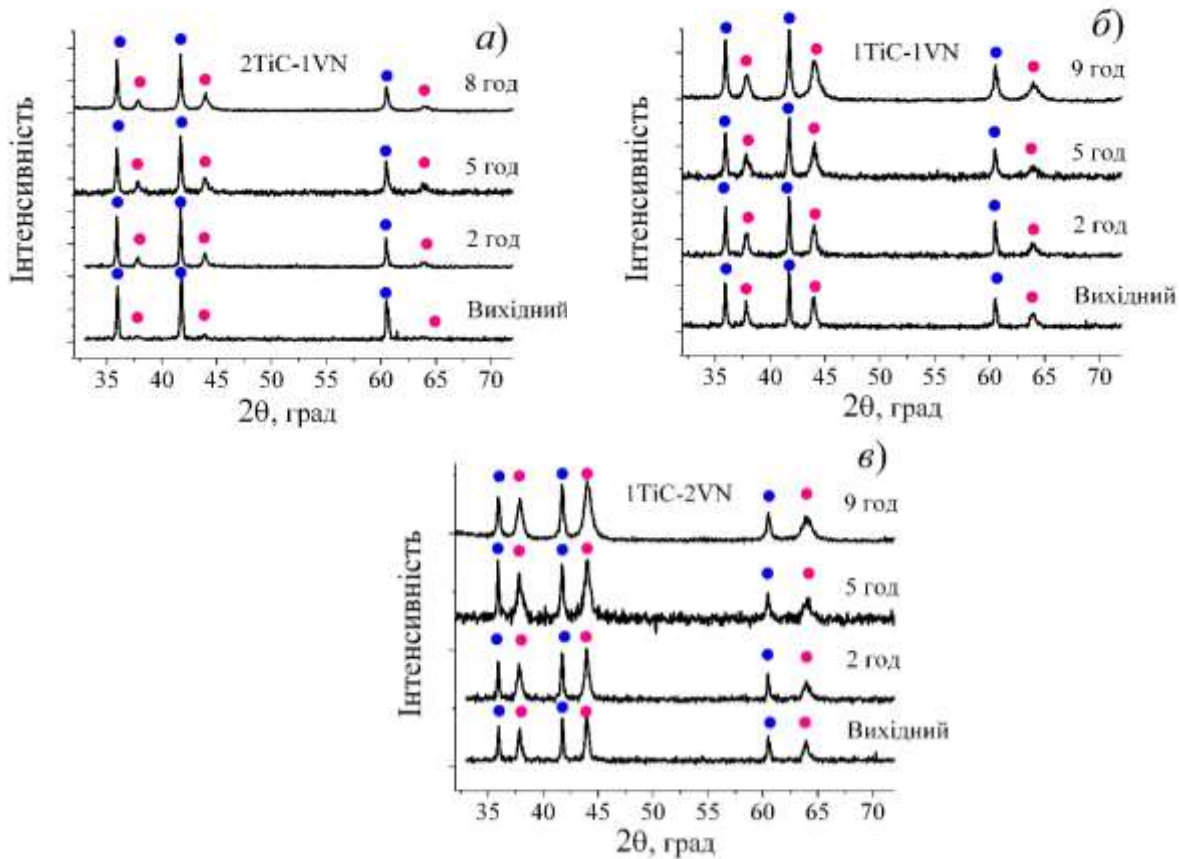 а)
2TiC-1VN
8 год
5 год
2 год
Вихідний
Інтенсивність
35 40 45 50 55 60 65 70
2θ, град
б)
1TiC-1VN
9 год
5 год
2 год
Вихідний
Інтенсивність
35 40 45 50 55 60 65 70
2θ, град
в)
1TiC-2VN
9 год
5 год
2 год
Вихідний
Інтенсивність
35 40 45 50 55 60 65 70
2θ, град